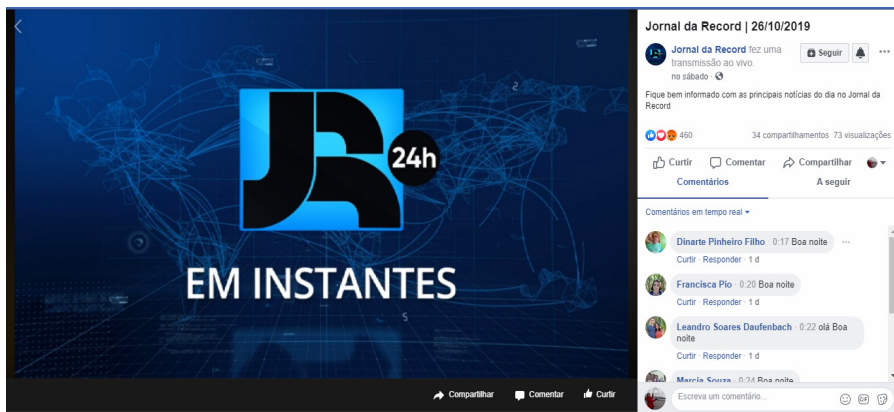 Jornal da Record | 26/10/2019
Jornal da Record fez uma
transmissão ao vivo.
no sábado ·
Seguir
Fique bem informado com as principais notícias do dia no Jornal da
Record
460
34 compartilhamentos 73 visualizações
Curtir Comentar Compartilhar
Comentários A seguir
Comentários em tempo real
Dinarte Pinheiro Filho · 0:17 Boa noite
Curtir · Responder · 1 d
Francisca Pio · 0:20 Boa
noite
Curtir · Responder · 1 d
Leandro Soares Daufenbach · 0:22 olá Boa
noite
Curtir · Responder · 1 d
Marcia Souza · 0:24 Boa noite
Escreva um comentário...
GIF
JR
24h
EM INSTANTES
2
5
Compartilhar Comentar Curtir